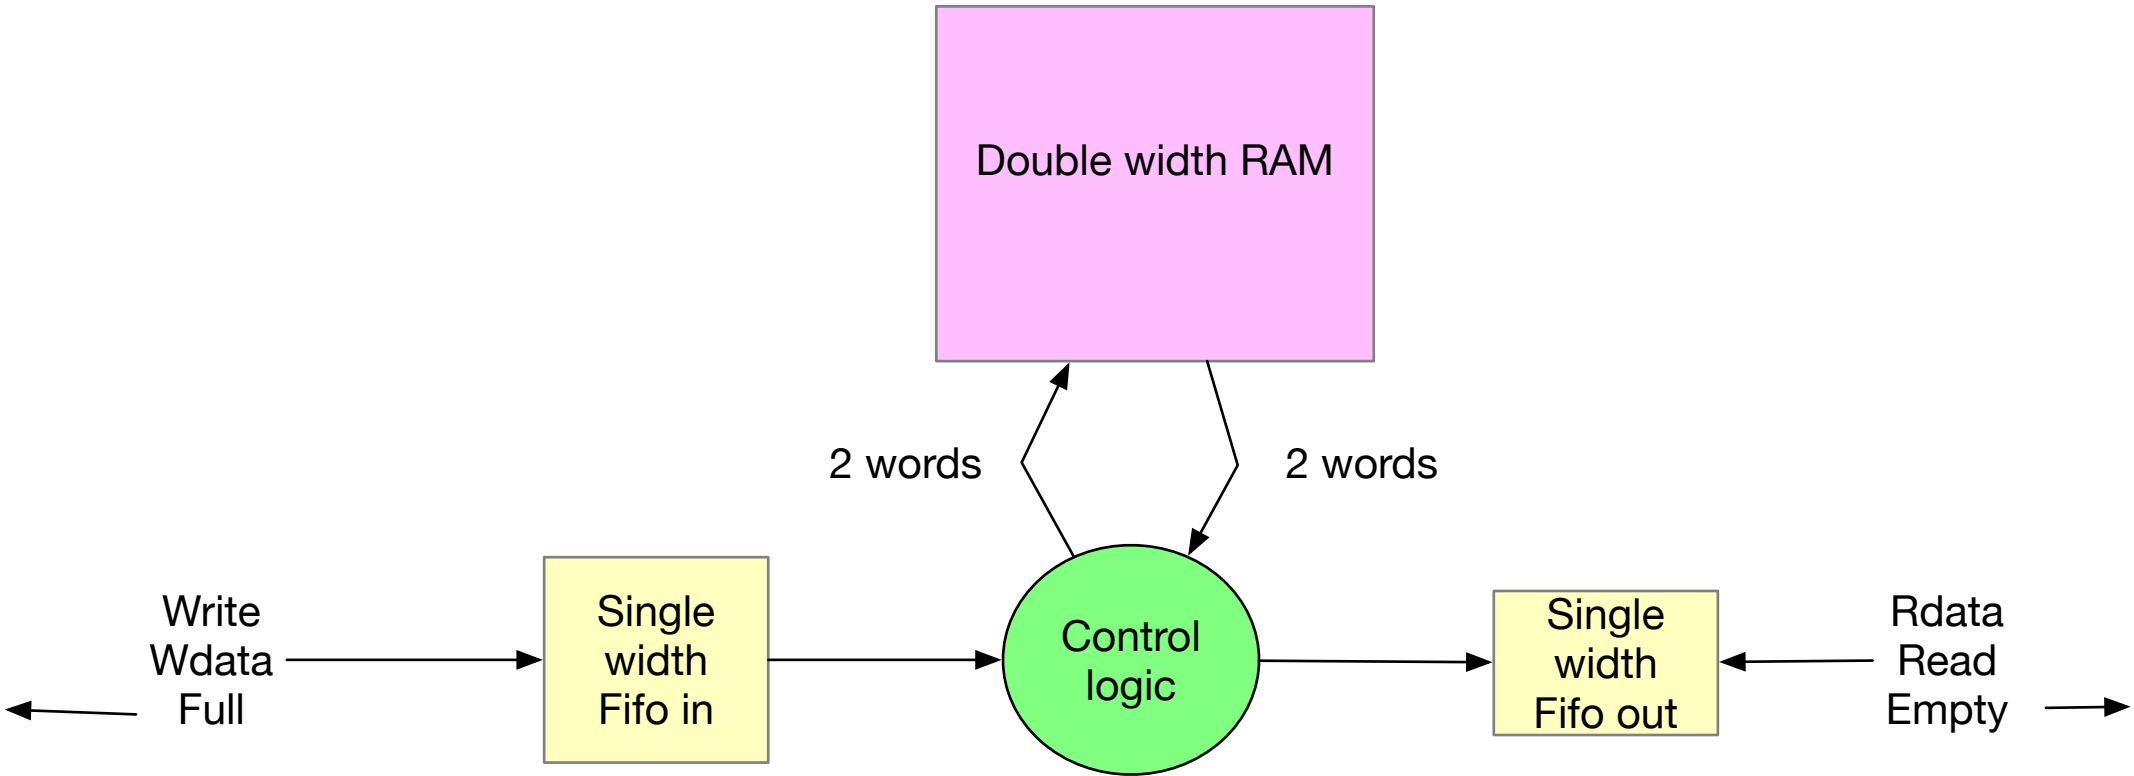 Double width RAM
2 words
2 words
Write
Wdata
Full
Single
width
Fifo in
Control
logic
Single
width
Fifo out
Rdata
Read
Empty